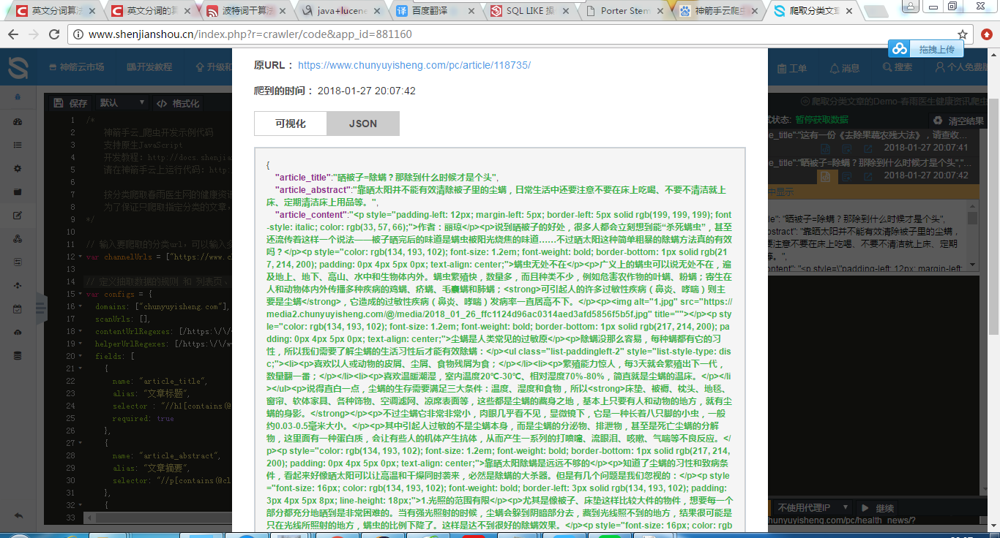 英文分词算法
英文分词的算
波特词干算法
java+lucene
百度翻译
SQL LIKE 操
Porter Stem
神箭手云爬虫
爬取分类文章
www.shenjianshou.cn/index.php?r=crawler/code&app_id=881160
拖拽上传
神箭云市场
开发教程
升级和
工单
消息
搜索
个人免费版
原URL： https://www.chunyuyisheng.com/pc/article/118735/
爬到的时间： 2018-01-27 20:07:42
可视化
JSON
{
"article_title":"晒被子=除螨？那除到什么时候才是个头",
"article_abstract":"靠晒太阳并不能有效清除被子里的尘螨，日常生活中还要注意不要在床上吃喝、不要不清洁就上
床、定期清洁床上用品等。",
"article_content":"<p style="padding-left: 12px; margin-left: 5px; border-left: 5px solid rgb(199, 199, 199); font
-style: italic; color: rgb(33, 57, 66);">作者：丽琼</p><p>说到晒被子的好处，很多人都会立刻想到能“杀死螨虫”，甚至
还流传着这样一个说法——被子晒完后的味道是螨虫被阳光烧焦的味道……不过晒太阳这种简单粗暴的除螨方法真的有效
吗？</p><p style="color: rgb(134, 193, 102); font-size: 1.2em; font-weight: bold; border-bottom: 1px solid rgb(21
7, 214, 200); padding: 0px 4px 5px 0px; text-align: center;">螨虫无处不在</p><p>广义上的螨虫可以说无处不在，遍
及地上、地下、高山、水中和生物体内外。螨虫繁殖快，数量多，而且种类不少，例如危害农作物的叶螨、粉螨；寄生在
人和动物体内外传播多种疾病的鸡螨、疥螨、毛囊螨和肺螨；<strong>可引起人的许多过敏性疾病（鼻炎、哮喘）则主
要是尘螨</strong>，它造成的过敏性疾病（鼻炎、哮喘）发病率一直居高不下。</p><p><img alt="1.jpg" src="https://
media2.chunyuyisheng.com/@/media/2018_01_26_ffc1124d96ac0314aed3afd5856f5b5f.jpg" title=""></p><p st
yle="color: rgb(134, 193, 102); font-size: 1.2em; font-weight: bold; border-bottom: 1px solid rgb(217, 214, 200); p
adding: 0px 4px 5px 0px; text-align: center;">尘螨是人类常见的过敏原</p><p>除螨没那么容易，每种螨都有它的习
性，所以我们需要了解尘螨的生活习性后才能有效除螨：</p><ul class="list-paddingleft-2" style="list-style-type: dis
c;"><li><p>喜欢以人或动物的皮屑、尘屑、食物残屑为食；</p></li><li><p>繁殖能力惊人，每3天就会繁殖出下一代，
数量翻一番；</p></li><li><p>喜欢温暖潮湿，室内温度20℃-30℃、相对湿度70%-80%，简直就是尘螨的温床。</p></li
></ul><p>说得直白一点，尘螨的生存需要满足三大条件：温度、湿度和食物，所以<strong>床垫、被褥、枕头、地毯、
窗帘、软体家具、各种饰物、空调滤网、凉席表面等，这些都是尘螨的藏身之地，基本上只要有人和动物的地方，就有尘
螨的身影。</strong></p><p>不过尘螨它非常非常小，肉眼几乎看不见，显微镜下，它是一种长着八只脚的小虫，一般
约0.03-0.5毫米大小。</p><p>其中引起人过敏的不是尘螨本身，而是尘螨的分泌物、排泄物，甚至是死亡尘螨的分解
物，这里面有一种蛋白质，会让有些人的机体产生抗体，从而产生一系列的打喷嚏、流眼泪、咳嗽、气喘等不良反应。</
p><p style="color: rgb(134, 193, 102); font-size: 1.2em; font-weight: bold; border-bottom: 1px solid rgb(217, 214,
200); padding: 0px 4px 5px 0px; text-align: center;">靠晒太阳除螨是远远不够的</p><p>知道了尘螨的习性和致病条
件，看起来好像晒太阳可以让高温和干燥同时袭来，必然是除螨的大杀器。但是有几个问题是我们忽视的：</p><p styl
e="font-size: 16px; color: rgb(134, 193, 102); font-weight: bold; border-left: 3px solid rgb(134, 193, 102); padding:
3px 4px 5px 8px; line-height: 18px;">1.光照的范围有限</p><p>尤其是像被子、床垫这样比较大件的物件，想要每一个
部分都充分地晒到是非常困难的。当有强光照射的时候，尘螨会躲到阴暗部分去，藏到光线照不到的地方，结果很可能是
只在光线所照射的地方，螨虫的比例下降了。这样是达不到很好的除螨效果。</p><p style="font-size: 16px; color: rgb
保存
默认
格式化
1 /*
2 神箭手云_爬虫开发示例代码
3 支持原生JavaScript
4 开发教程：http://docs.shenjia
5 请在神箭手云上运行代码：http:
6
7 按分类爬取春雨医生网的健康资讯
8 为了保证只爬取指定分类的文章，
9 */
10
11 // 输入要爬取的分类url，可以输入多
12 var channelUrls = ["https://www.c
13
14 // 定义抽取数据的规则 和 列表页、
15 var configs = {
16 domains: ["chunyuisheng.com"],
17 scanUrls: [],
18 contentUrlRegexes: [/https:\/\/
19 helperUrlRegexes: [/https:\/\/w
20 fields: [
21 {
22 name: "article_title",
23 alias: "文章标题",
24 selector : "//h1[contains(@
25 required: true
26 },
27 {
28 name: "article_abstract",
29 alias: "文章摘要",
30 selector: "//p[contains(@cl
31 },
32 {
33
爬取分类文章的Demo-春雨医生健康资讯爬虫
试状态: 暂停获取数据
清空结果
e_title":"这有一份《去除果蔬农残大法》，请查收...
2018-01-27 20:07:41
e_title":"晒被子=除螨？那除到什么时候才是个头","...
2018-01-27 20:07:42
中显示
tle": "晒被子=除螨？那除到什么时候才是个头",
bstract": "靠晒太阳并不能有效清除被子里的尘螨，
要注意不要在床上吃喝、不要不清洁就上床、定期
等。",
ontent": "<p style=\"padding-left: 12px; margin-left:
不使用代理IP
继续
hunyuyisheng.com/pc/health_news/?